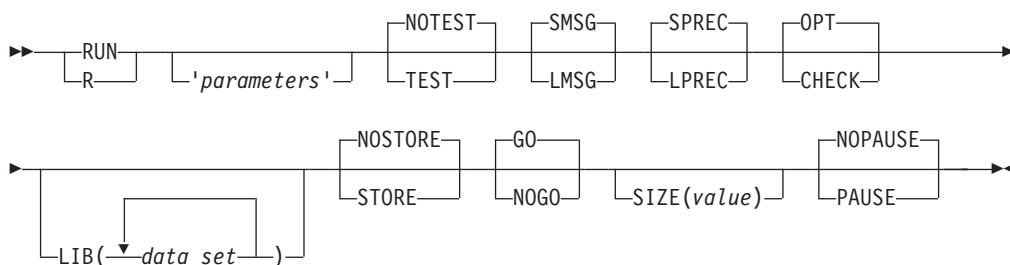 NOTEST SMSG SPREC OPT
RUN
R 'parameters' TEST LMSG LPREC CHECK
NOSTORE GO NOPAUSE
STORE NOGO SIZE(value) PAUSE
LIB( data set )